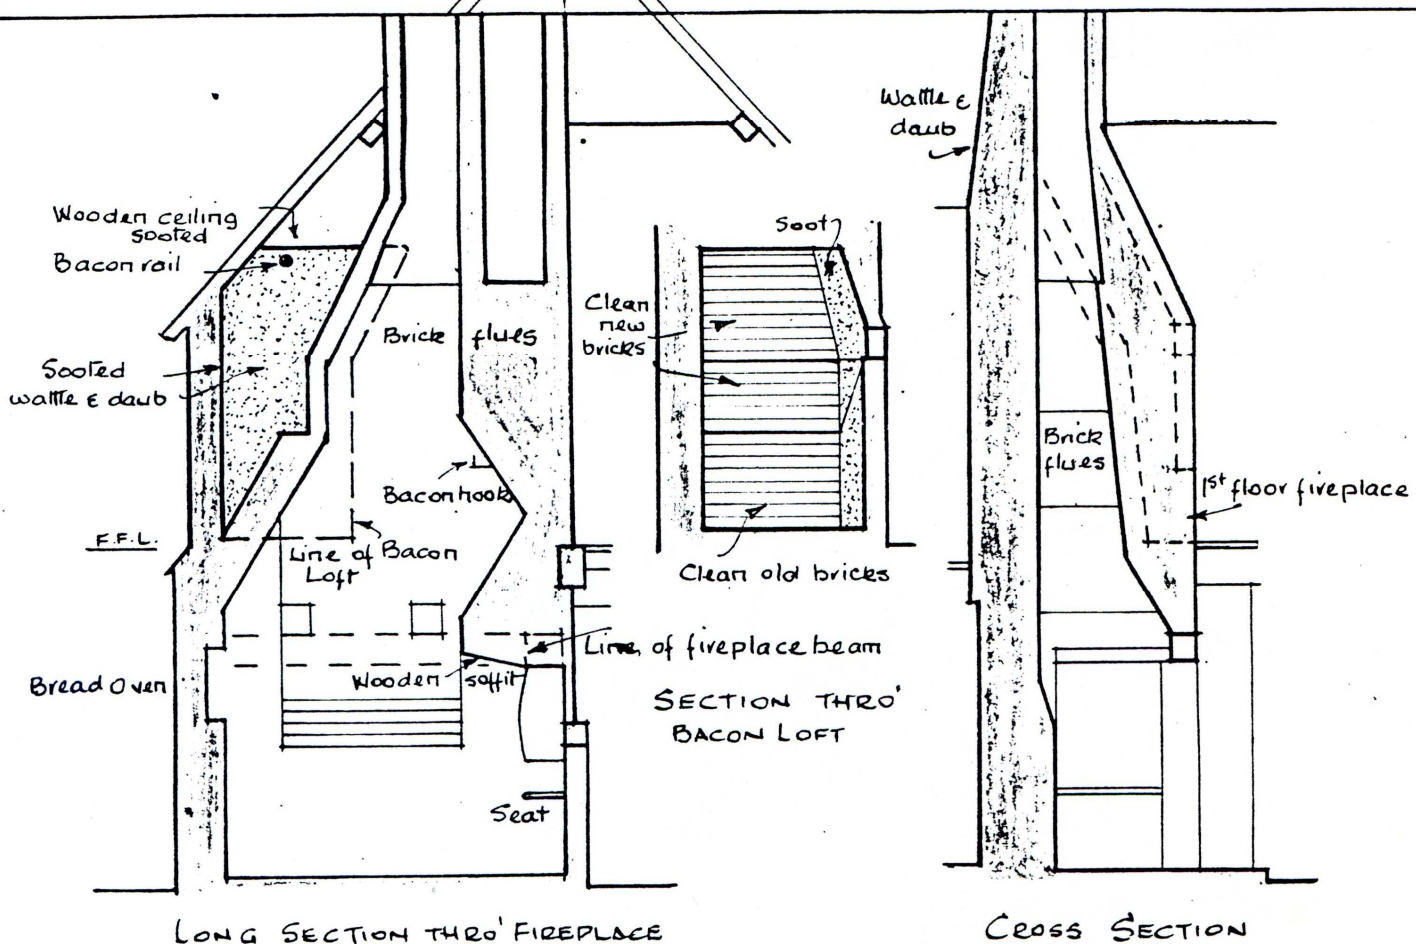 Wooden ceiling
sooted
Bacon rail
Sooted
wattle & daub
F.F.L.
Bread Oven
Brick flues
Bacon hook
Line of Bacon
Loft
Wooden soffit
Line of fireplace beam
Seat
LONG SECTION THRO' FIREPLACE
Soot
Clean
new
bricks
Clean old bricks
SECTION THRO'
BACON LOFT
Wattle &
daub
Brick
flues
1st floor fireplace
CROSS SECTION